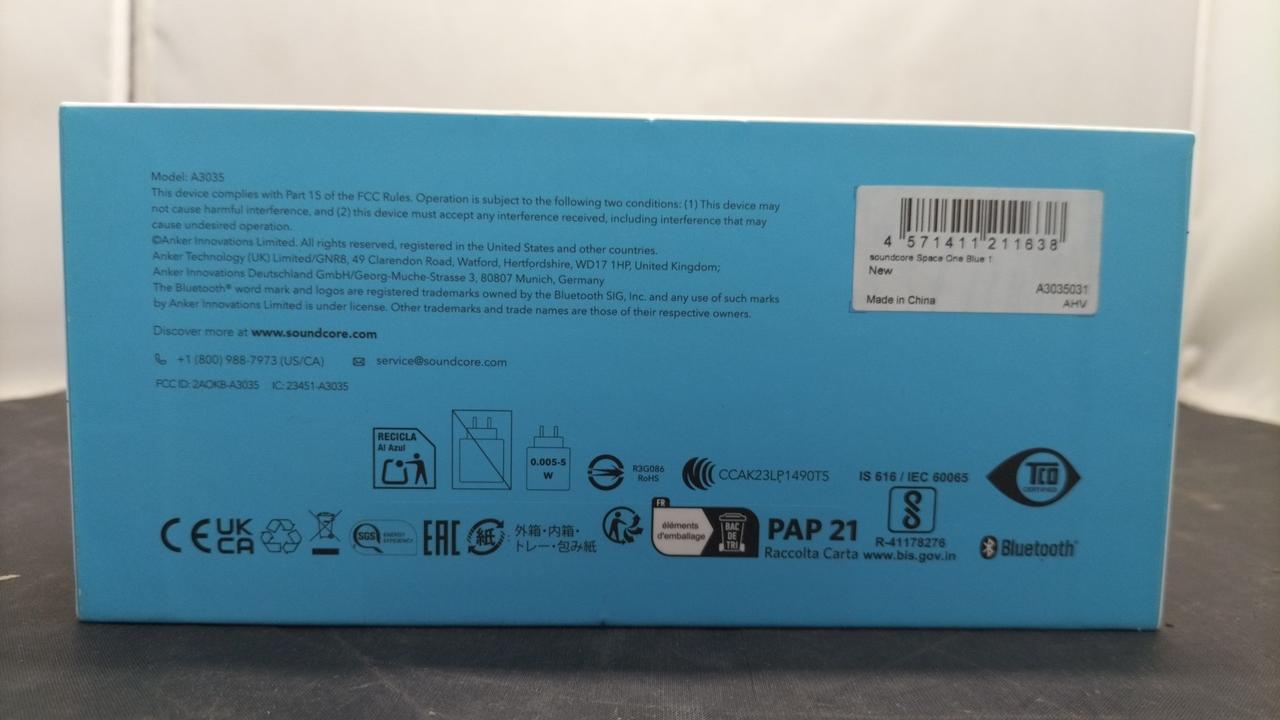 Model: A3035
This device complies with Part 15 of the FCC Rules. Operation is subject to the following two conditions: (1) This device may
not cause harmful interference, and (2) this device must accept any interference received, including interference that may
cause undesired operation.
©Anker Innovations Limited. All rights reserved, registered in the United States and other countries.
Anker Technology (UK) Limited/GNR8, 49 Clarendon Road, Watford, Hertfordshire, WD17 1HP, United Kingdom;
Anker Innovations Deutschland GmbH/Georg-Muche-Strasse 3, 80807 Munich, Germany
The Bluetooth® word mark and logos are registered trademarks owned by the Bluetooth SIG, Inc. and any use of such marks
by Anker Innovations Limited is under license. Other trademarks and trade names are those of their respective owners.
Discover more at www.soundcore.com
+1 (800) 988-7973 (US/CA) service@soundcore.com
FCC ID: 2AOKB-A3035 IC: 23451-A3035
4 571411 211638
soundcore Space One Blue 1
New
A3035031
Made in China
AHV
RECICLA
Al Azul
0.005-5
W
R3G086
RoHS
CCAK23LP1490T5
IS 616 / IEC 60065
TCO
CERTIFIED
CE
UK
CA
SGS
ENERGY
EFFICIENCY
EAC
紙
外箱・内箱・
トレー・包み紙
FR
éléments
d'emballage
BAC
DE
TRI
PAP 21
Raccolta Carta
R-41178276
www.bis.gov.in
Bluetooth®